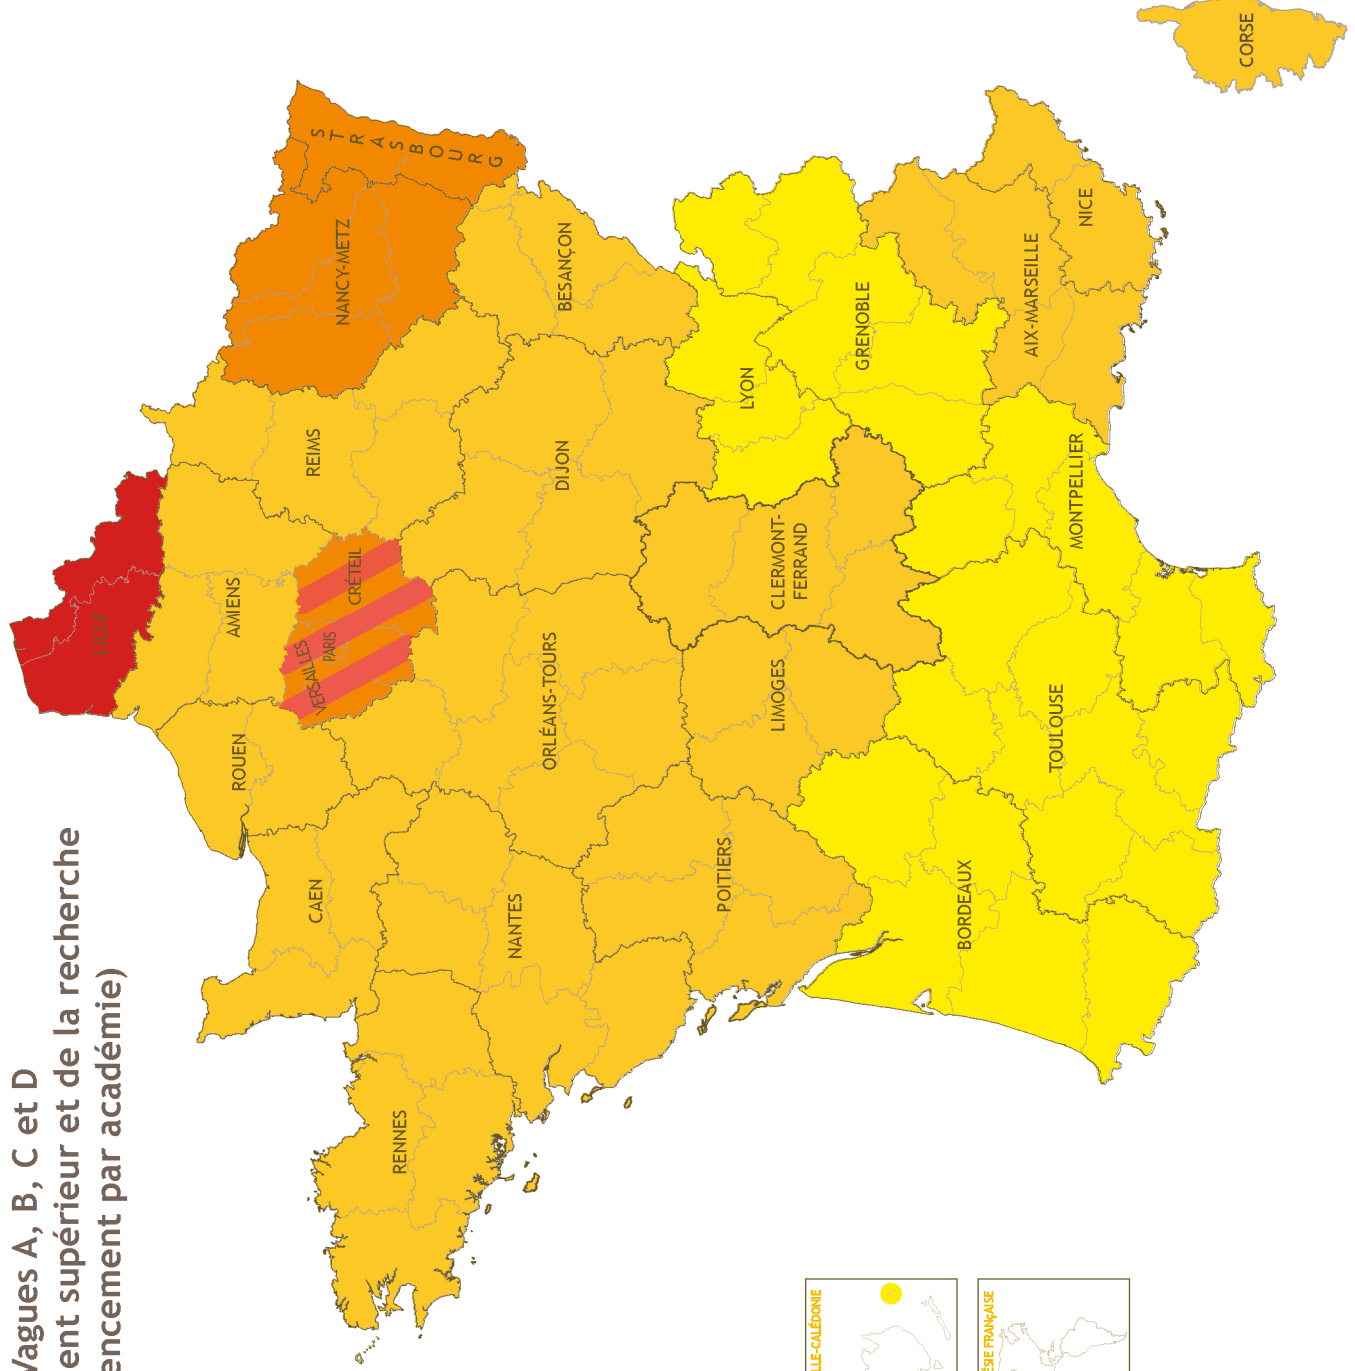 Vagues A, B, C et D
ent supérieur et de la recherche
encement par académie)
LILLE
AMIENS
ROUEN
CAEN
RENNES
NANTES
VERSAILLES
PARIS
CRÉTEIL
REIMS
NANCY-METZ
STRASBOURG
ORLÉANS-TOURS
DIJON
BESANÇON
POITIERS
LIMOGES
CLERMONT-
FERRAND
LYON
GRENOBLE
BORDEAUX
TOULOUSE
MONTPELLIER
AIX-MARSEILLE
NICE
CORSE
LLE-CALÉDONIE
ÉSIE FRANÇAISE